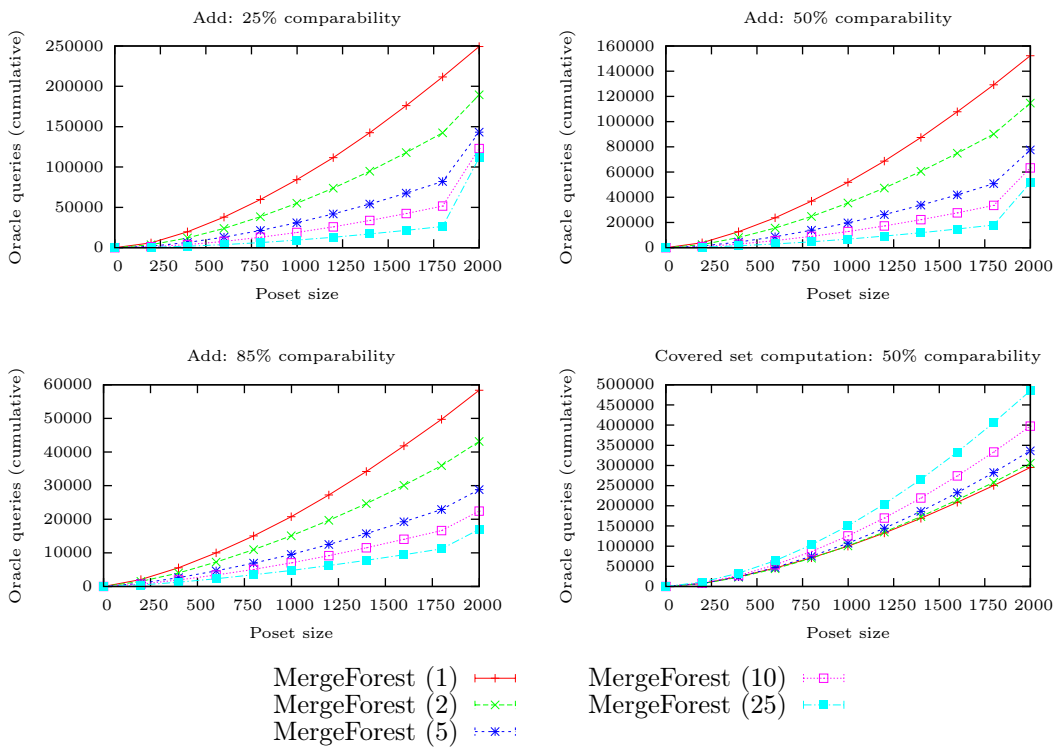 Add: 25% comparability
Oracle queries (cumulative)
250000
200000
150000
100000
50000
0
0 250 500 750 1000 1250 1500 1750 2000
Poset size
Add: 50% comparability
Oracle queries (cumulative)
160000
140000
120000
100000
80000
60000
40000
20000
0
0 250 500 750 1000 1250 1500 1750 2000
Poset size
Add: 85% comparability
Oracle queries (cumulative)
60000
50000
40000
30000
20000
10000
0
0 250 500 750 1000 1250 1500 1750 2000
Poset size
Covered set computation: 50% comparability
Oracle queries (cumulative)
500000
450000
400000
350000
300000
250000
200000
150000
100000
50000
0
0 250 500 750 1000 1250 1500 1750 2000
Poset size
MergeForest (1)
MergeForest (2)
MergeForest (5)
MergeForest (10)
MergeForest (25)